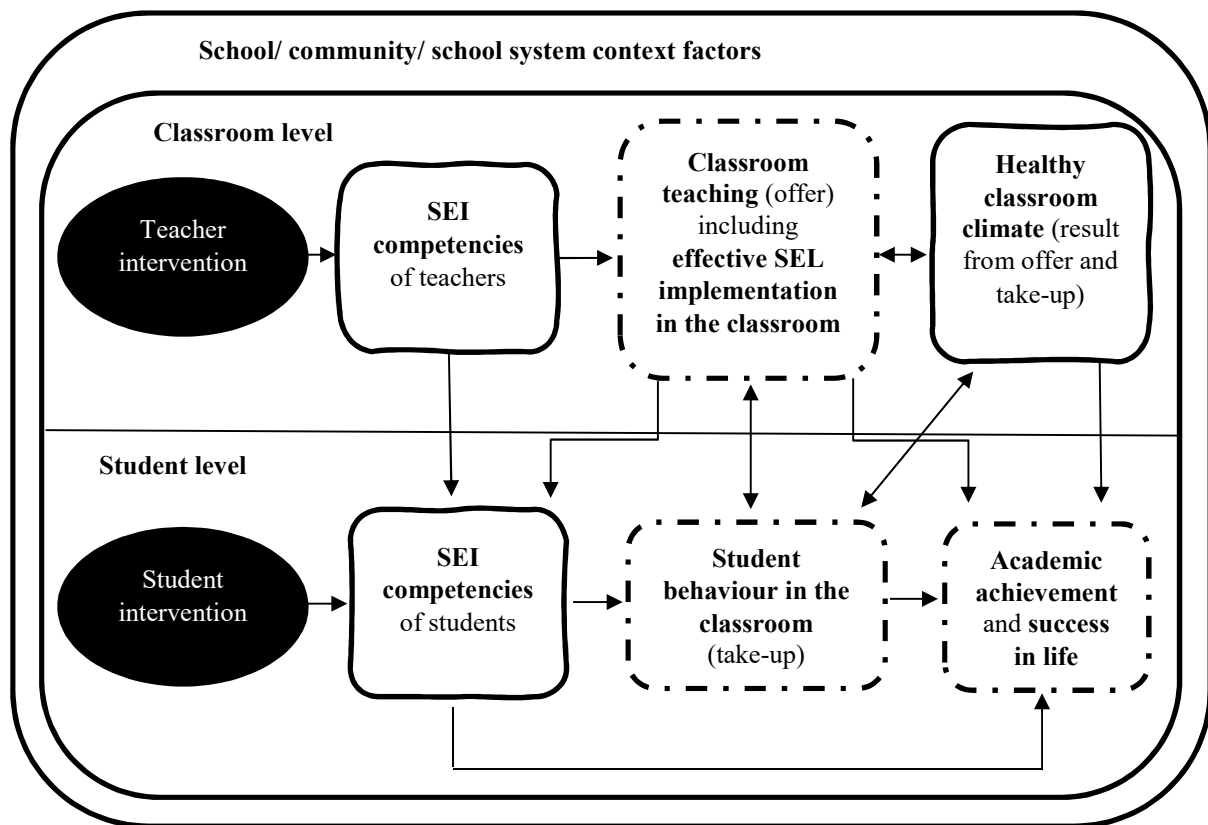 School/ community/ school system context factors
Classroom level
Teacher
intervention
SEI
competencies
of teachers
Classroom
teaching (offer)
including
effective SEL
implementation
in the classroom
Healthy
classroom
climate (result
from offer and
take-up)
Student level
Student
intervention
SEI
competencies
of students
Student
behaviour in the
classroom
(take-up)
Academic
achievement
and success
in life